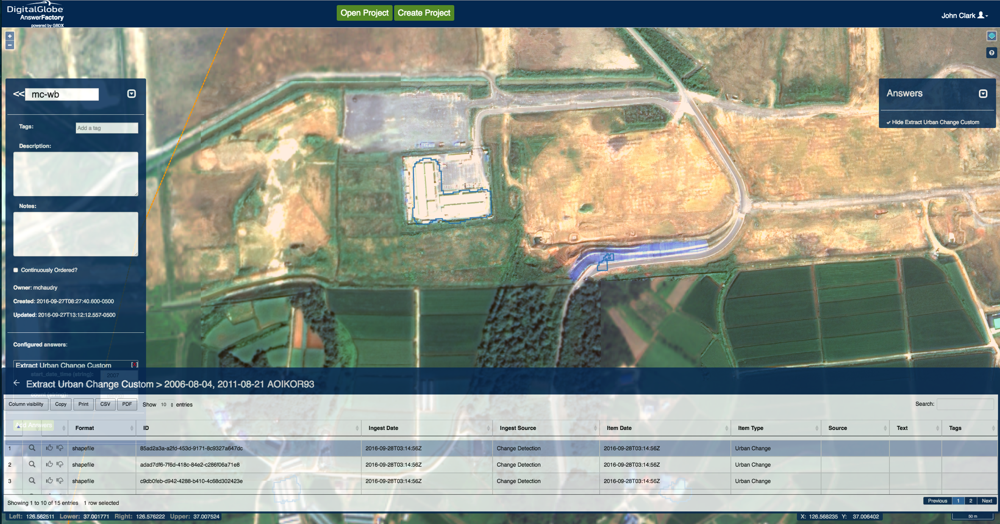 DigitalGlobe
AnswerFactory
powered by GBDX
Open Project
Create Project
John Clark
+
-
<< mc-wb
Tags:
Add a tag
Description:
Notes:
Continuously Ordered?
Owner: mchaudry
Created: 2016-09-27T08:27:40.600-0500
Updated: 2016-09-27T13:12:12.557-0500
Configured answers:
Extract Urban Change Custom [X]
start_date_time (string): 2007
count (string):
Add Answers
Answers
Hide Extract Urban Change Custom
Extract Urban Change Custom > 2006-08-04, 2011-08-21 AOIKOR93
Column visibility Copy Print CSV PDF Show 10 entries
Search:
Format ID Ingest Date Ingest Source Item Date Item Type Source Text Tags
1 shapefile 85ad2a3a-a2fd-453d-9171-8c9327a647dc 2016-09-28T03:14:56Z Change Detection 2016-09-28T03:14:56Z Urban Change
2 shapefile adad7df6-7f6d-418c-84e2-c286f06a71e8 2016-09-28T03:14:56Z Change Detection 2016-09-28T03:14:56Z Urban Change
3 shapefile c9db0feb-d942-4288-b410-4c68d302423e 2016-09-28T03:14:56Z Change Detection 2016-09-28T03:14:56Z Urban Change
Showing 1 to 10 of 15 entries 1 row selected
Previous 1 2 Next
Left: 126.562511 Lower: 37.001771 Right: 126.576222 Upper: 37.007524
X: 126.568235 Y: 37.006402
50 m